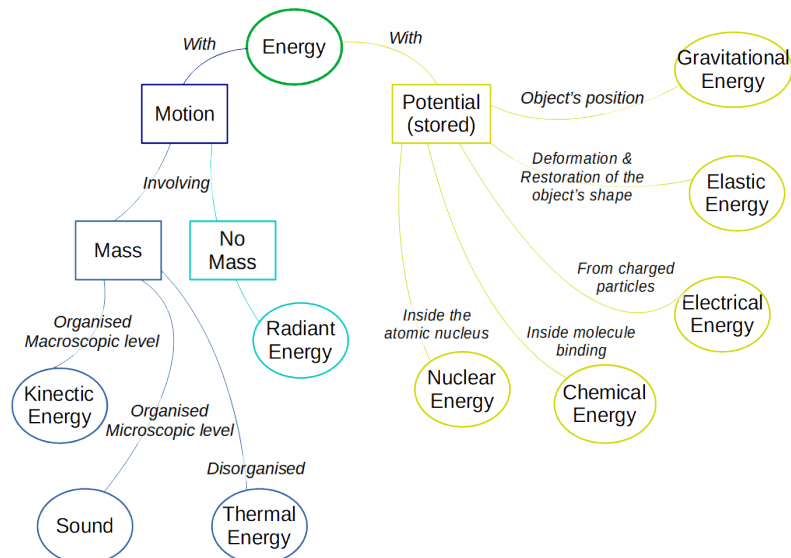 Energy
With
With
Motion
Potential
(stored)
Gravitational
Energy
Object's position
Involving
Deformation &
Restoration of the
object's shape
Elastic
Energy
Mass
No
Mass
From charged
particles
Electrical
Energy
Organised
Macroscopic level
Radiant
Energy
Inside the
atomic nucleus
Inside molecule
binding
Kinectic
Energy
Nuclear
Energy
Chemical
Energy
Organised
Microscopic level
Disorganised
Sound
Thermal
Energy